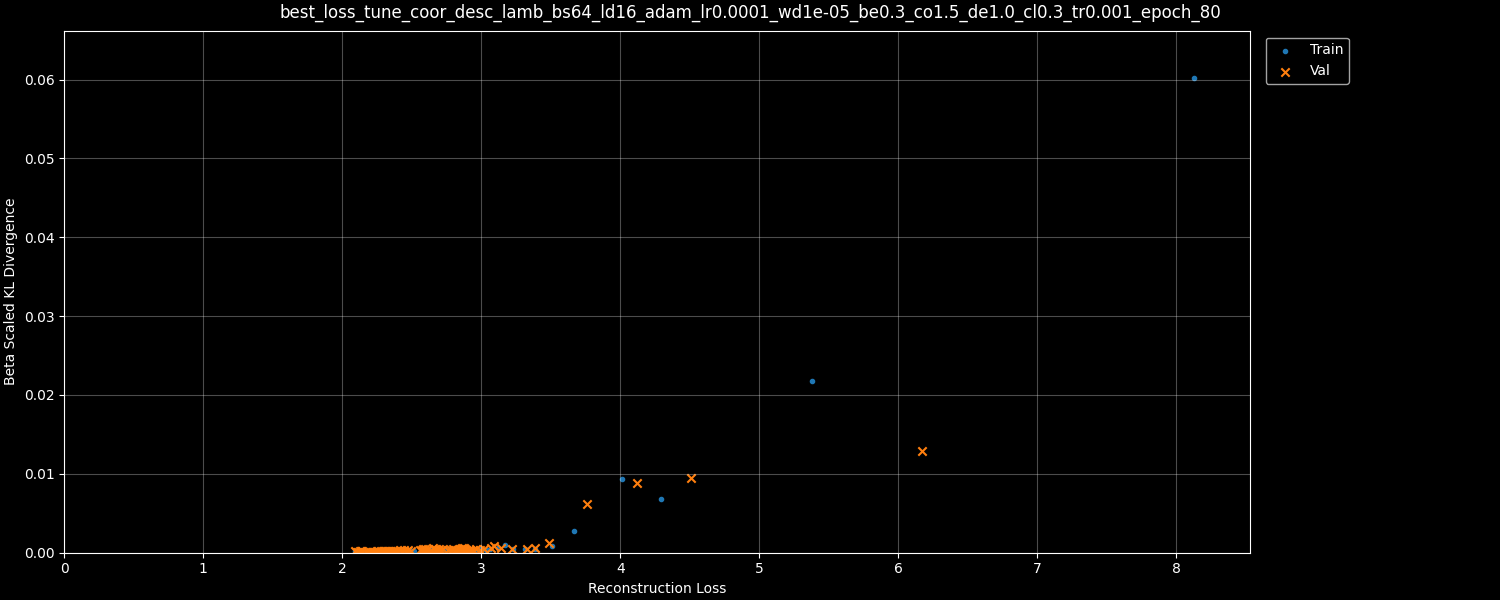 best_loss_tune_coor_desc_lamb_bs64_ld16_adam_lr0.0001_wd1e-05_be0.3_co1.5_de1.0_cl0.3_tr0.001_epoch_80
Train
Val
0.06
0.05
0.04
0.03
0.02
0.01
0.00
Beta Scaled KL Divergence
0 1 2 3 4 5 6 7 8
Reconstruction Loss